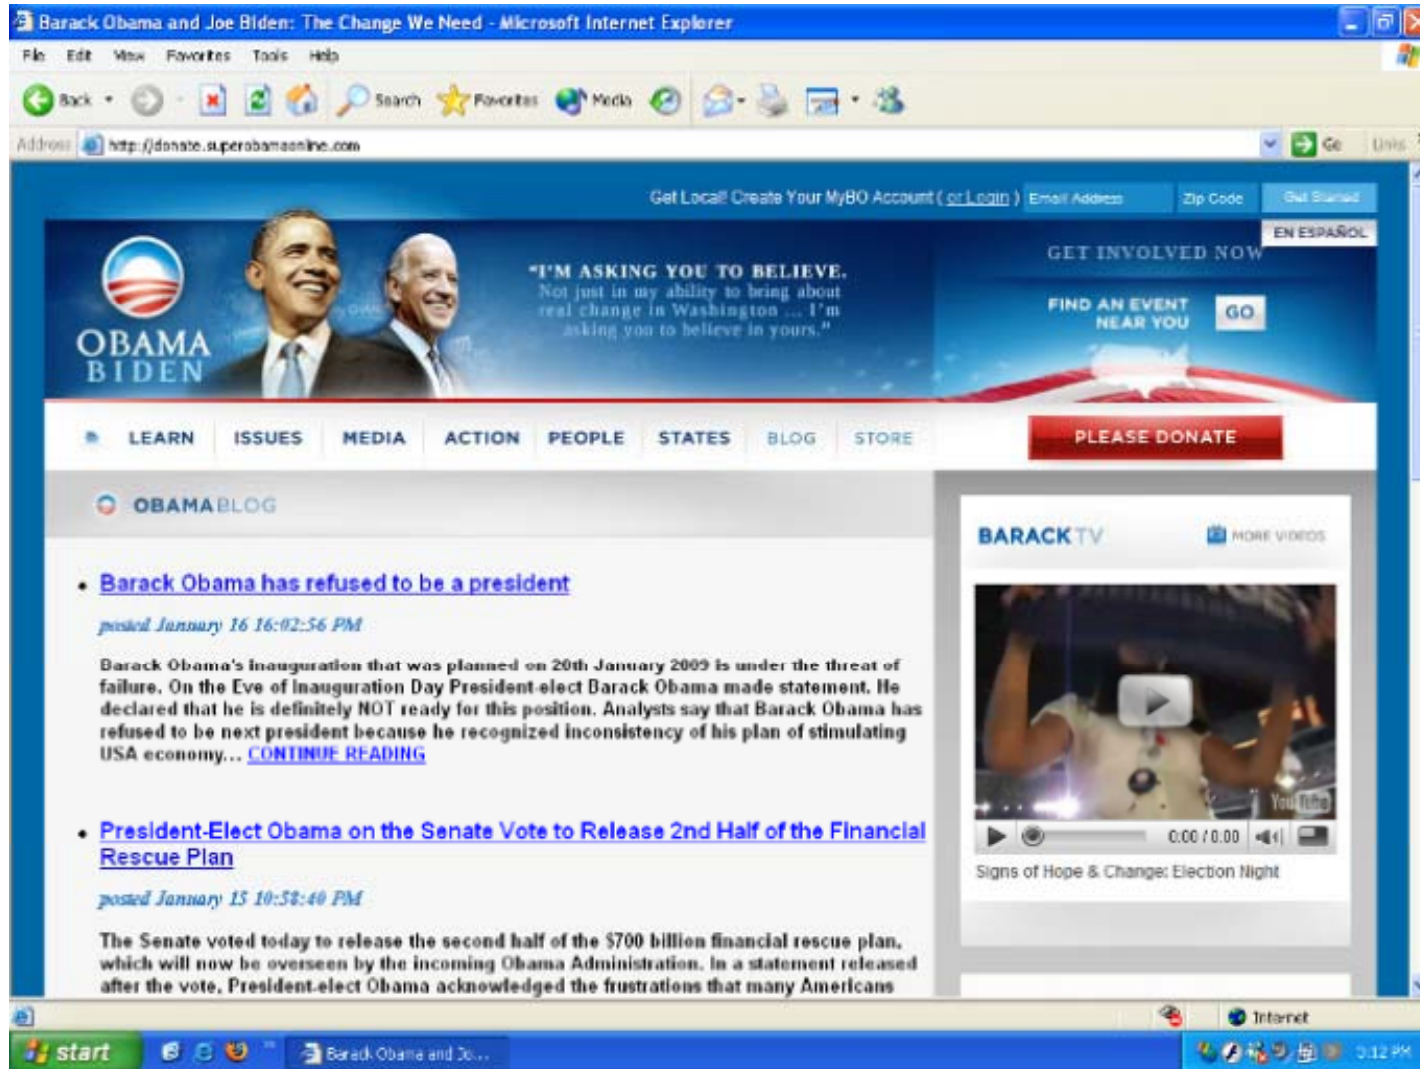 Barack Obama and Joe Biden: The Change We Need - Microsoft Internet Explorer
File Edit View Favorites Tools Help
Back Search Favorites Media
Address http://donate.superobamaonline.com Go Links
Get Local! Create Your MyBO Account ( or Login ) Email Address Zip Code Get Started
EN ESPAÑOL
OBAMA
BIDEN
"I'M ASKING YOU TO BELIEVE.
Not just in my ability to bring about
real change in Washington ... I'm
asking you to believe in yours."
GET INVOLVED NOW
FIND AN EVENT
NEAR YOU GO
LEARN ISSUES MEDIA ACTION PEOPLE STATES BLOG STORE
PLEASE DONATE
OBAMABLOG
Barack Obama has refused to be a president
posted January 16 16:02:56 PM
Barack Obama's inauguration that was planned on 20th January 2009 is under the threat of
failure. On the Eve of Inauguration Day President-elect Barack Obama made statement. He
declared that he is definitely NOT ready for this position. Analysts say that Barack Obama has
refused to be next president because he recognized inconsistency of his plan of stimulating
USA economy... CONTINUE READING
President-Elect Obama on the Senate Vote to Release 2nd Half of the Financial
Rescue Plan
posted January 15 10:58:40 PM
The Senate voted today to release the second half of the $700 billion financial rescue plan,
which will now be overseen by the incoming Obama Administration. In a statement released
after the vote, President-elect Obama acknowledged the frustrations that many Americans
BARACKTV MORE VIDEOS
You Tube
0:00 / 0:00
Signs of Hope & Change: Election Night
Internet
start Barack Obama and Jo... 3:12 PM